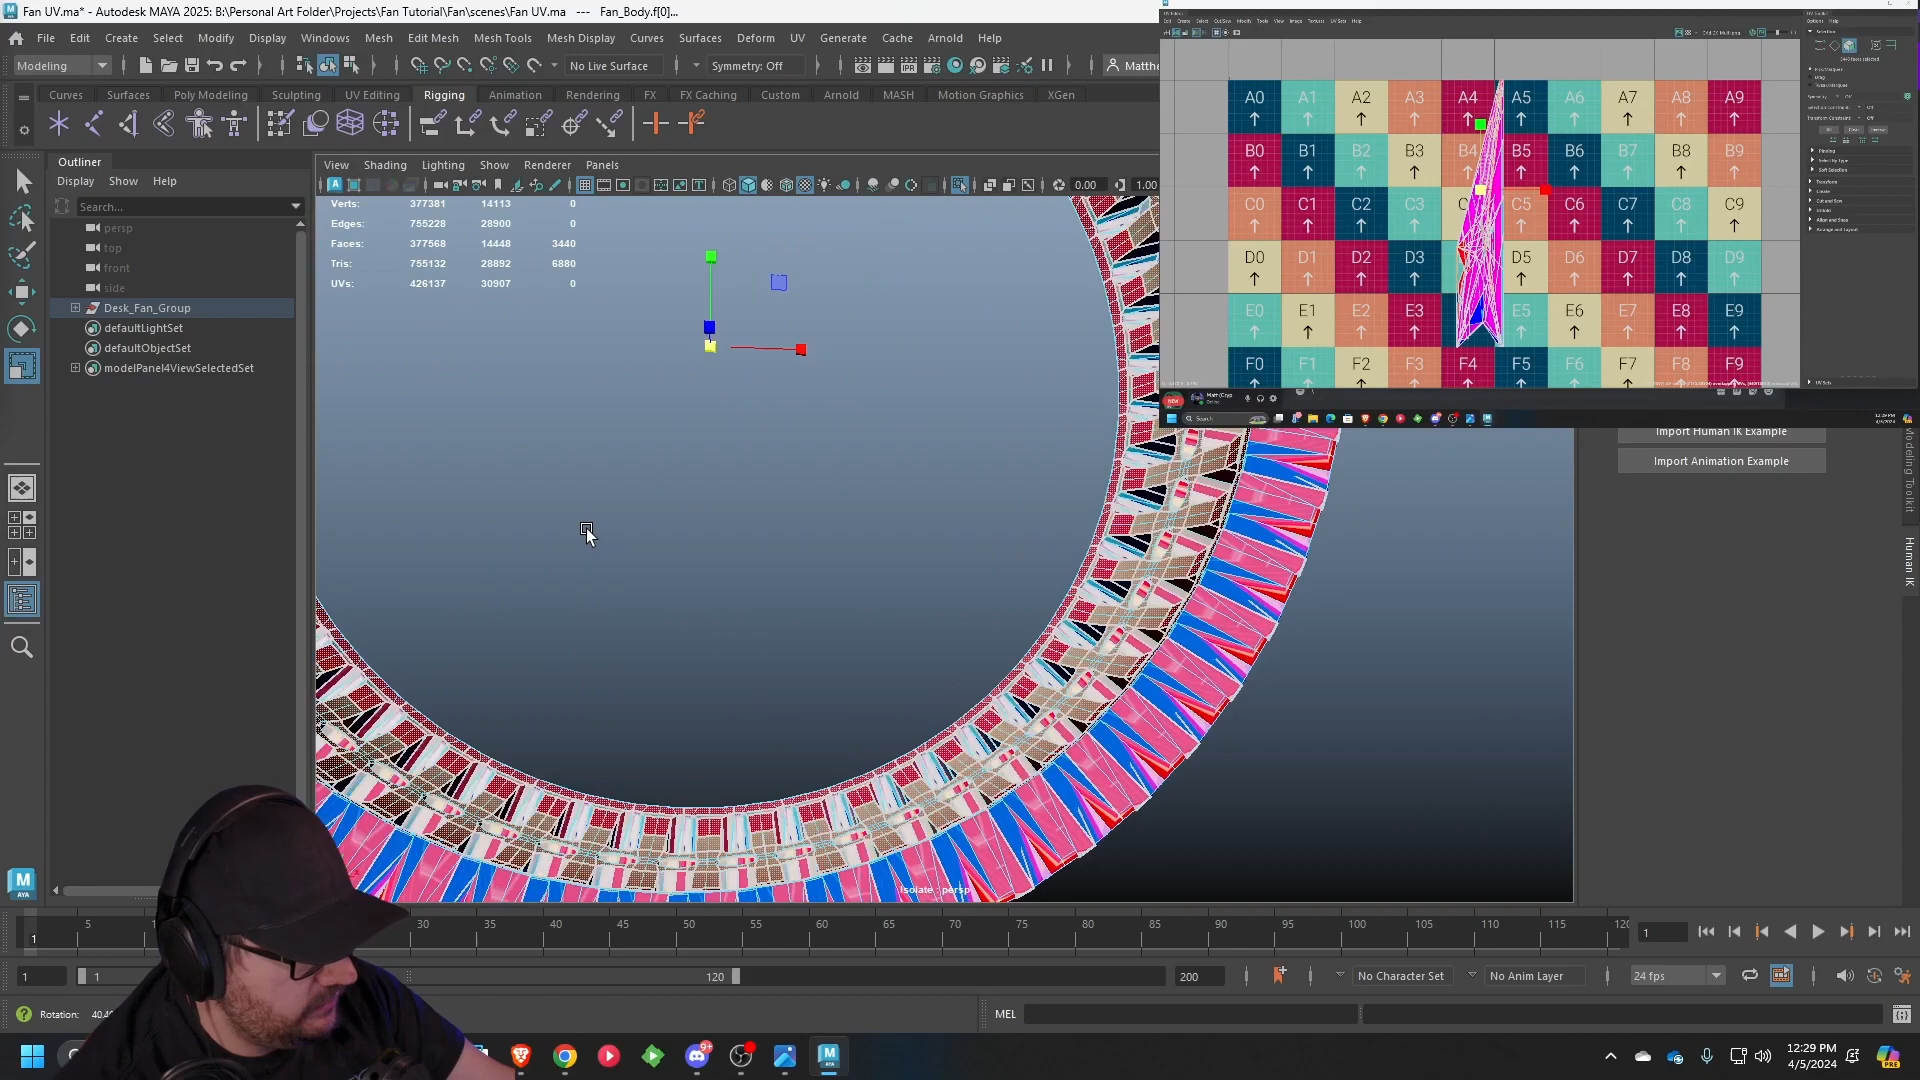 Fan UV.ma* - Autodesk MAYA 2025: B:\Personal Art Folder\Projects\Fan Tutorial\Fan\scenes\Fan UV.ma   ---   Fan_Body.f[0]...
File Edit Create Select Modify Display Windows Mesh Edit Mesh Mesh Tools Mesh Display Curves Surfaces Deform UV Generate Cache Arnold Help
Modeling
No Live Surface
Symmetry: Off
Matthe
Curves Surfaces Poly Modeling Sculpting UV Editing Rigging Animation Rendering FX FX Caching Custom Arnold MASH Motion Graphics XGen
Outliner
Display Show Help
Search...
persp
top
front
side
Desk_Fan_Group
defaultLightSet
defaultObjectSet
modelPanel4ViewSelectedSet
View Shading Lighting Show Renderer Panels
0.00
1.00
Verts: 377381 14113 0
Edges: 755228 28900 0
Faces: 377568 14448 3440
Tris: 755132 28892 6880
UVs: 426137 30907 0
Isolate : persp
A0 A1 A2 A3 A4 A5 A6 A7 A8 A9
B0 B1 B2 B3 B4 B5 B6 B7 B8 B9
C0 C1 C2 C3 C C5 C6 C7 C8 C9
D0 D1 D2 D3 D5 D6 D7 D8 D9
E0 E1 E2 E3 E5 E6 E7 E8 E9
F0 F1 F2 F3 F4 F5 F6 F7 F8 F9
Search
Import Human IK Example
Import Animation Example
Modeling Toolkit
Human IK
5 30 35 40 45 50 55 60 65 70 75 80 85 90 95 100 105 110 115 120
1
1
1
1
120
200
No Character Set
No Anim Layer
24 fps
Rotation: 40.4
MEL
12:29 PM
4/5/2024